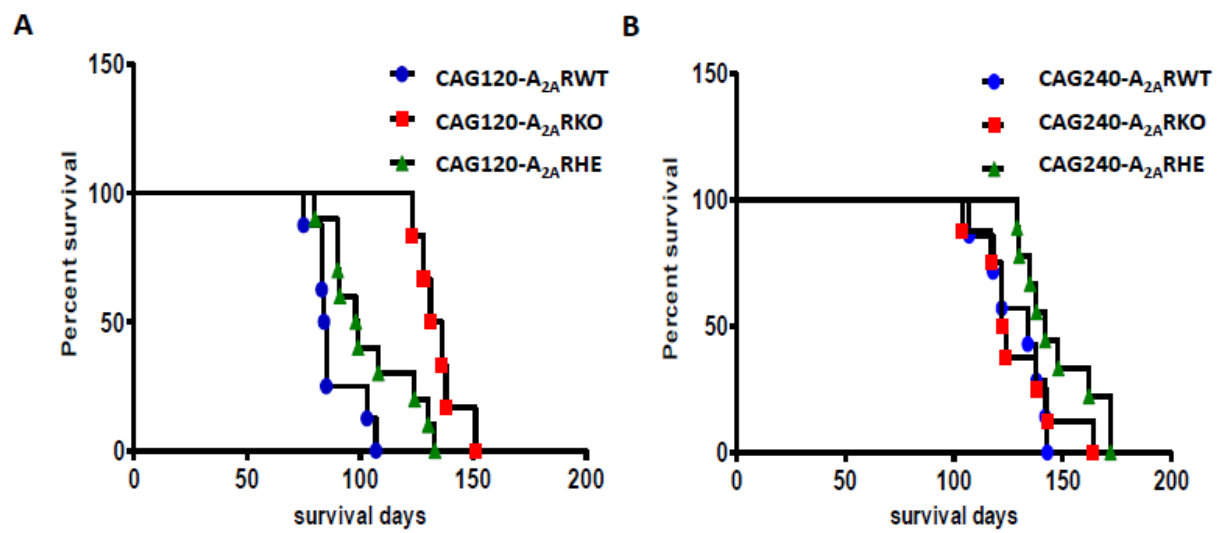 A
150
100
50
0
Percent survival
0 50 100 150 200
survival days
CAG120-A2ARWT
CAG120-A2ARKO
CAG120-A2ARHE
B
150
100
50
0
Percent survival
0 50 100 150 200
survival days
CAG240-A2ARWT
CAG240-A2ARKO
CAG240-A2ARHE